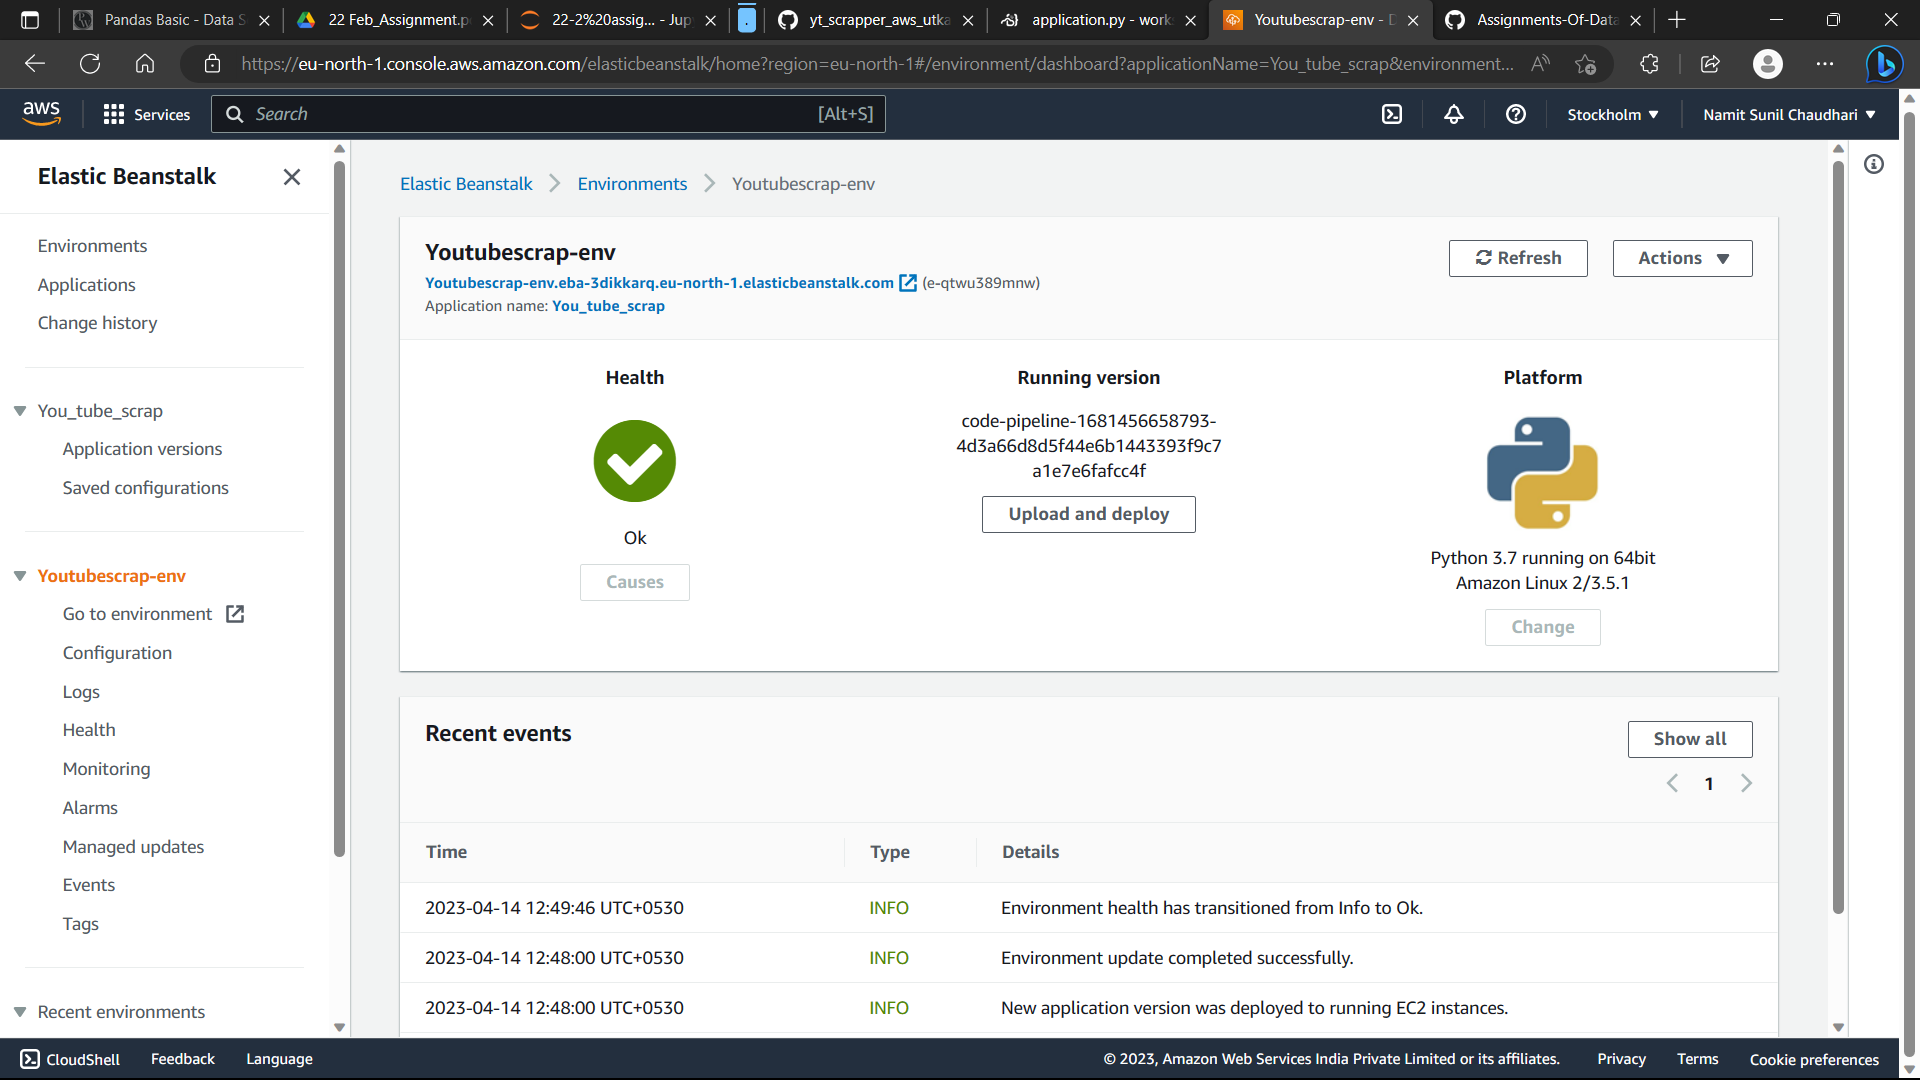 Pandas Basic - Data S
22 Feb_Assignment.p
22-2%20assig... - Jup
yt_scrapper_aws_utka
application.py - work
Youtubescrap-env - D
Assignments-Of-Data
https://eu-north-1.console.aws.amazon.com/elasticbeanstalk/home?region=eu-north-1#/environment/dashboard?applicationName=You_tube_scrap&environment...
aws
Services
Search
[Alt+S]
Stockholm
Namit Sunil Chaudhari
Elastic Beanstalk
Environments
Applications
Change history
You_tube_scrap
Application versions
Saved configurations
Youtubescrap-env
Go to environment
Configuration
Logs
Health
Monitoring
Alarms
Managed updates
Events
Tags
Recent environments
Elastic Beanstalk
Environments
Youtubescrap-env
Youtubescrap-env
Youtubescrap-env.eba-3dikkarq.eu-north-1.elasticbeanstalk.com (e-qtwu389mnw)
Application name: You_tube_scrap
Refresh
Actions
Health
Ok
Causes
Running version
code-pipeline-1681456658793-
4d3a66d8d5f44e6b1443393f9c7
a1e7e6fafcc4f
Upload and deploy
Platform
Python 3.7 running on 64bit
Amazon Linux 2/3.5.1
Change
Recent events
Show all
1
Time Type Details
2023-04-14 12:49:46 UTC+0530 INFO Environment health has transitioned from Info to Ok.
2023-04-14 12:48:00 UTC+0530 INFO Environment update completed successfully.
2023-04-14 12:48:00 UTC+0530 INFO New application version was deployed to running EC2 instances.
CloudShell
Feedback
Language
© 2023, Amazon Web Services India Private Limited or its affiliates.
Privacy
Terms
Cookie preferences